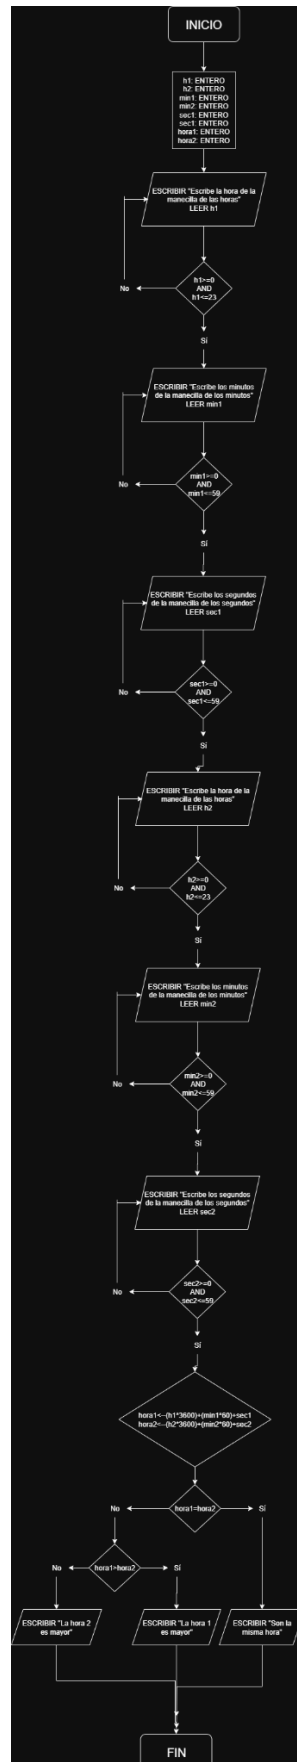 INICIO
h1: ENTERO
h2: ENTERO
min1: ENTERO
min2: ENTERO
sec1: ENTERO
sec1: ENTERO
hora1: ENTERO
hora2: ENTERO
ESCRIBIR "Escribe la hora de la
manecilla de las horas"
LEER h1
h1>=0
AND
h1<=23
No
Sí
ESCRIBIR "Escribe los minutos
de la manecilla de los minutos"
LEER min1
min1>=0
AND
min1<=59
No
Sí
ESCRIBIR "Escribe los segundos
de la manecilla de los segundos"
LEER sec1
sec1>=0
AND
sec1<=59
No
Sí
ESCRIBIR "Escribe la hora de la
manecilla de las horas"
LEER h2
h2>=0
AND
h2<=23
No
Sí
ESCRIBIR "Escribe los minutos
de la manecilla de los minutos"
LEER min2
min2>=0
AND
min2<=59
No
Sí
ESCRIBIR "Escribe los segundos
de la manecilla de los segundos"
LEER sec2
sec2>=0
AND
sec2<=59
No
Sí
hora1<--(h1*3600)+(min1*60)+sec1
hora2<--(h2*3600)+(min2*60)+sec2
No
hora1=hora2
Sí
No
hora1>hora2
Sí
ESCRIBIR "La hora 2
es mayor"
ESCRIBIR "La hora 1
es mayor"
ESCRIBIR "Son la
misma hora"
FIN